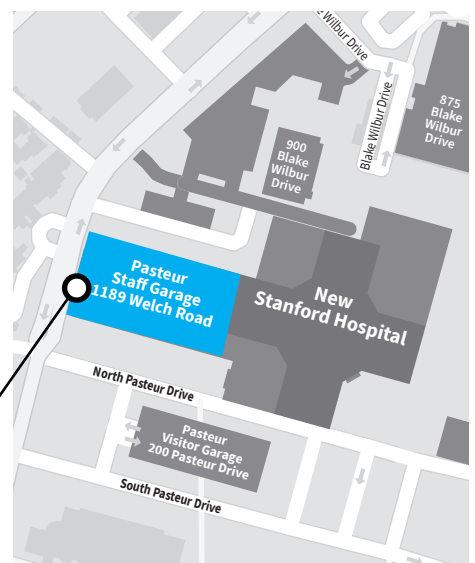 e Wilbur Drive
Blake Wilbur Drive
875
Blake
Wilbur
Drive
900
Blake
Wilbur
Drive
Pasteur
Staff Garage
1189 Welch Road
New
Stanford Hospital
North Pasteur Drive
Pasteur
Visitor Garage
200 Pasteur Drive
South Pasteur Drive